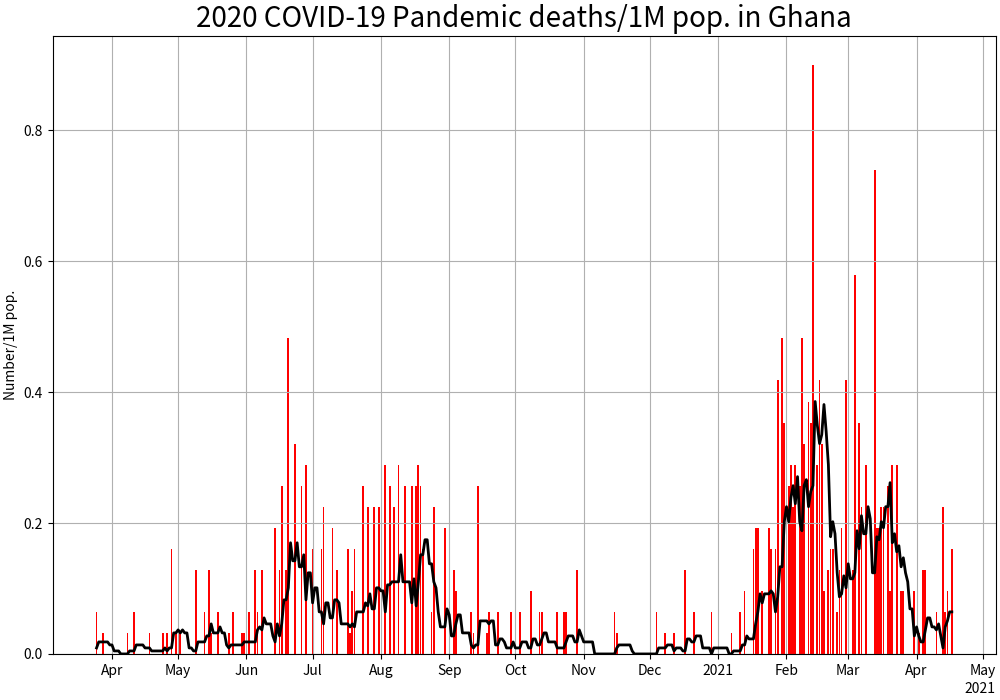 2020 COVID-19 Pandemic deaths/1M pop. in Ghana
Number/1M pop.
0.8
0.6
0.4
0.2
0.0
Apr May Jun Jul Aug Sep Oct Nov Dec 2021 Feb Mar Apr May
2021